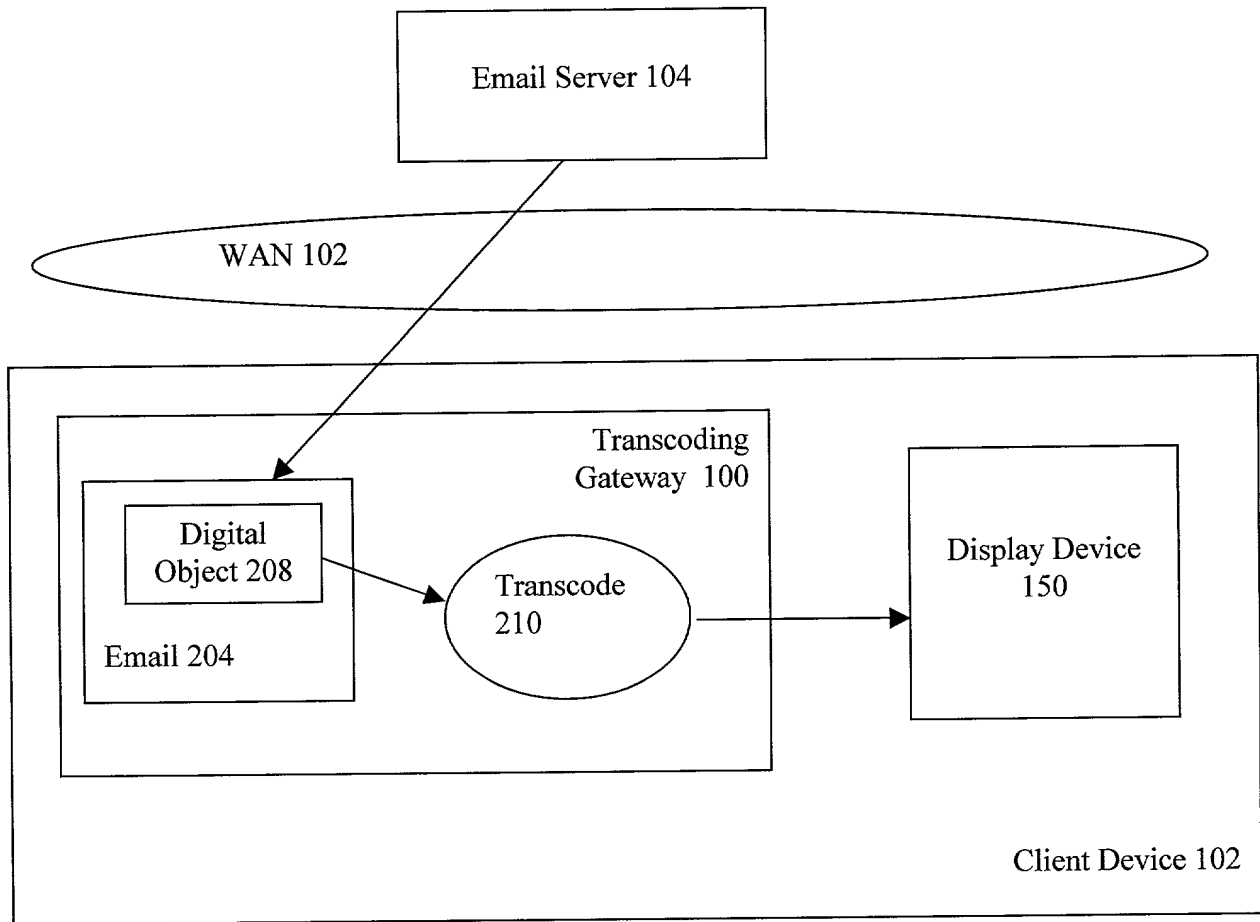 Email Server 104
WAN 102
Transcoding
Gateway 100
Digital
Object 208
Email 204
Transcode
210
Display Device
150
Client Device 102